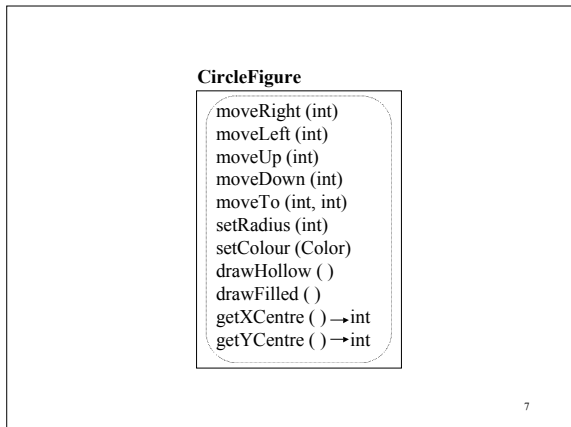 CircleFigure
moveRight (int)
moveLeft (int)
moveUp (int)
moveDown (int)
moveTo (int, int)
setRadius (int)
setColour (Color)
drawHollow ( )
drawFilled ( )
getXCentre ( ) → int
getYCentre ( ) → int
7